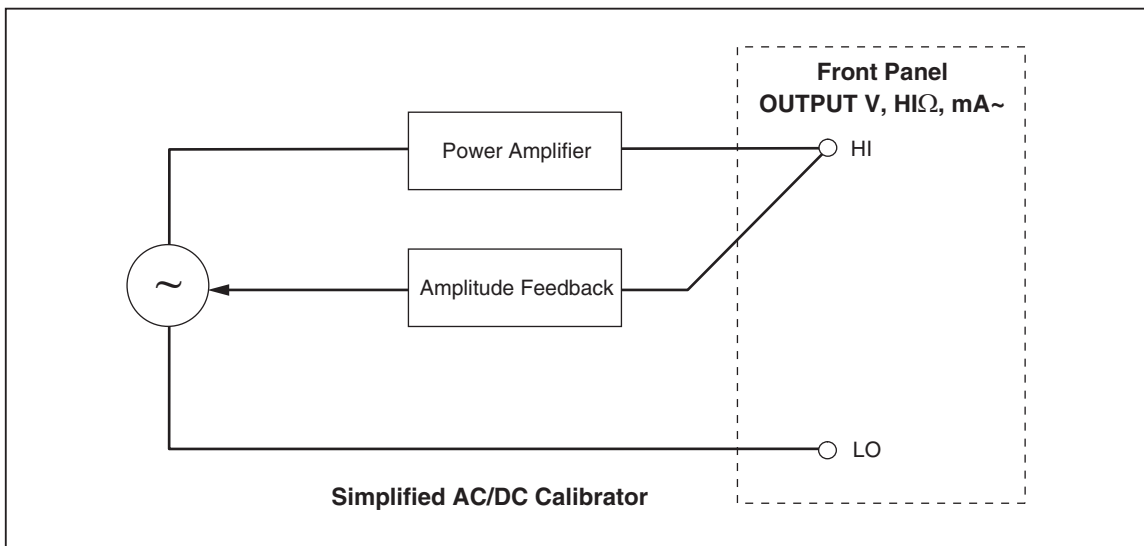 Front Panel
OUTPUT V, HIΩ, mA~
Power Amplifier
HI
~
Amplitude Feedback
LO
Simplified AC/DC Calibrator